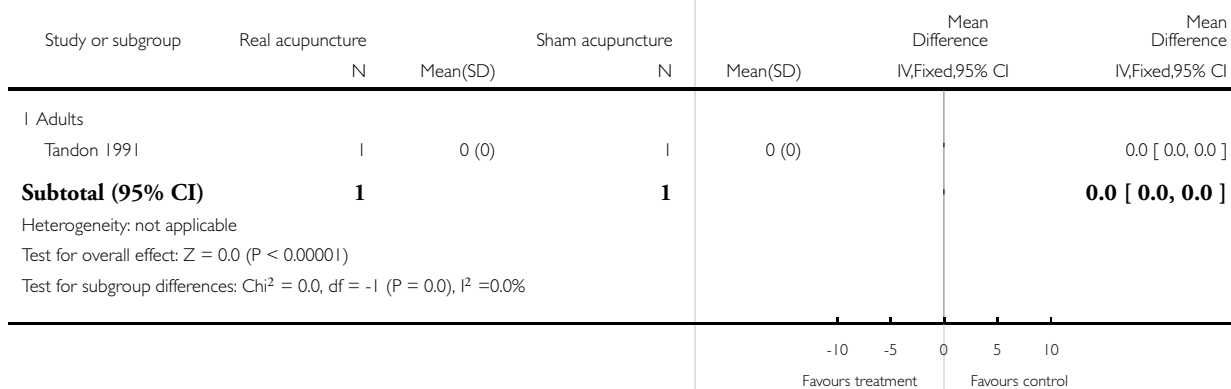 Study or subgroup Real acupuncture Sham acupuncture Mean Difference Mean Difference
N Mean(SD) N Mean(SD) IV,Fixed,95% CI IV,Fixed,95% CI
1 Adults
Tandon 1991 1 0 (0) 1 0 (0) 0.0 [ 0.0, 0.0 ]
Subtotal (95% CI) 1 1 0.0 [ 0.0, 0.0 ]
Heterogeneity: not applicable
Test for overall effect: Z = 0.0 (P < 0.00001)
Test for subgroup differences: Chi² = 0.0, df = -1 (P = 0.0), I² =0.0%
-10 -5 0 5 10
Favours treatment Favours control